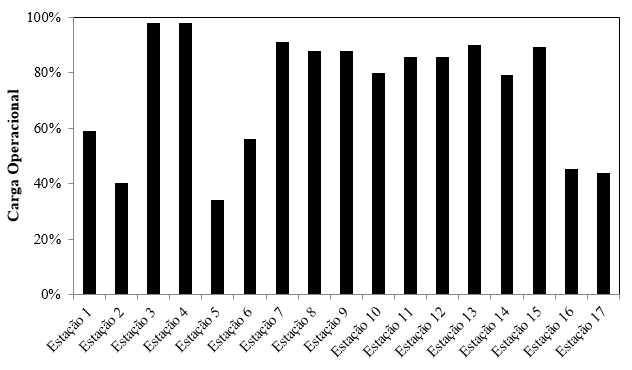 100%
80%
60%
40%
20%
0%
Carga Operacional
Estação 1
Estação 2
Estação 3
Estação 4
Estação 5
Estação 6
Estação 7
Estação 8
Estação 9
Estação 10
Estação 11
Estação 12
Estação 13
Estação 14
Estação 15
Estação 16
Estação 17